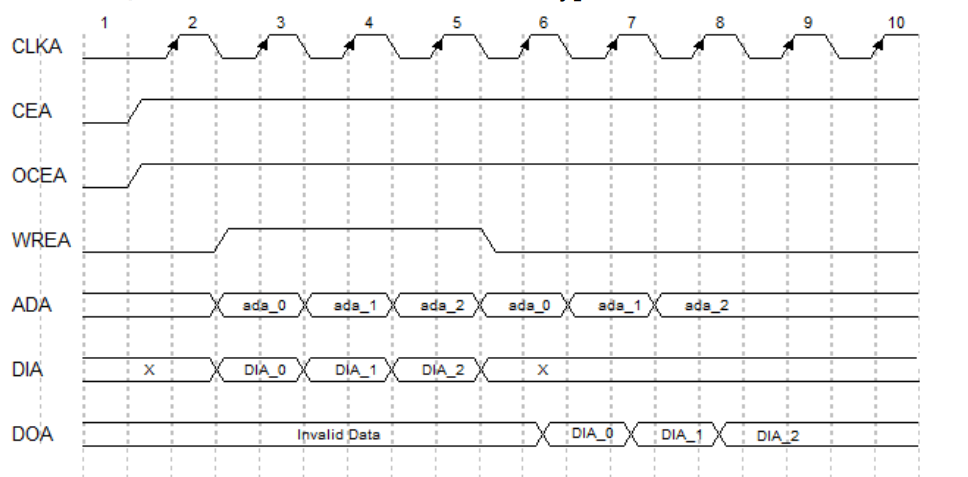 1 2 3 4 5 6 7 8 9 10
CLKA
CEA
OCEA
WREA
ADA ada_0 ada_1 ada_2 ada_0 ada_1 ada_2
DIA X DIA_0 DIA_1 DIA_2 X
DOA Invalid Data DIA_0 DIA_1 DIA_2